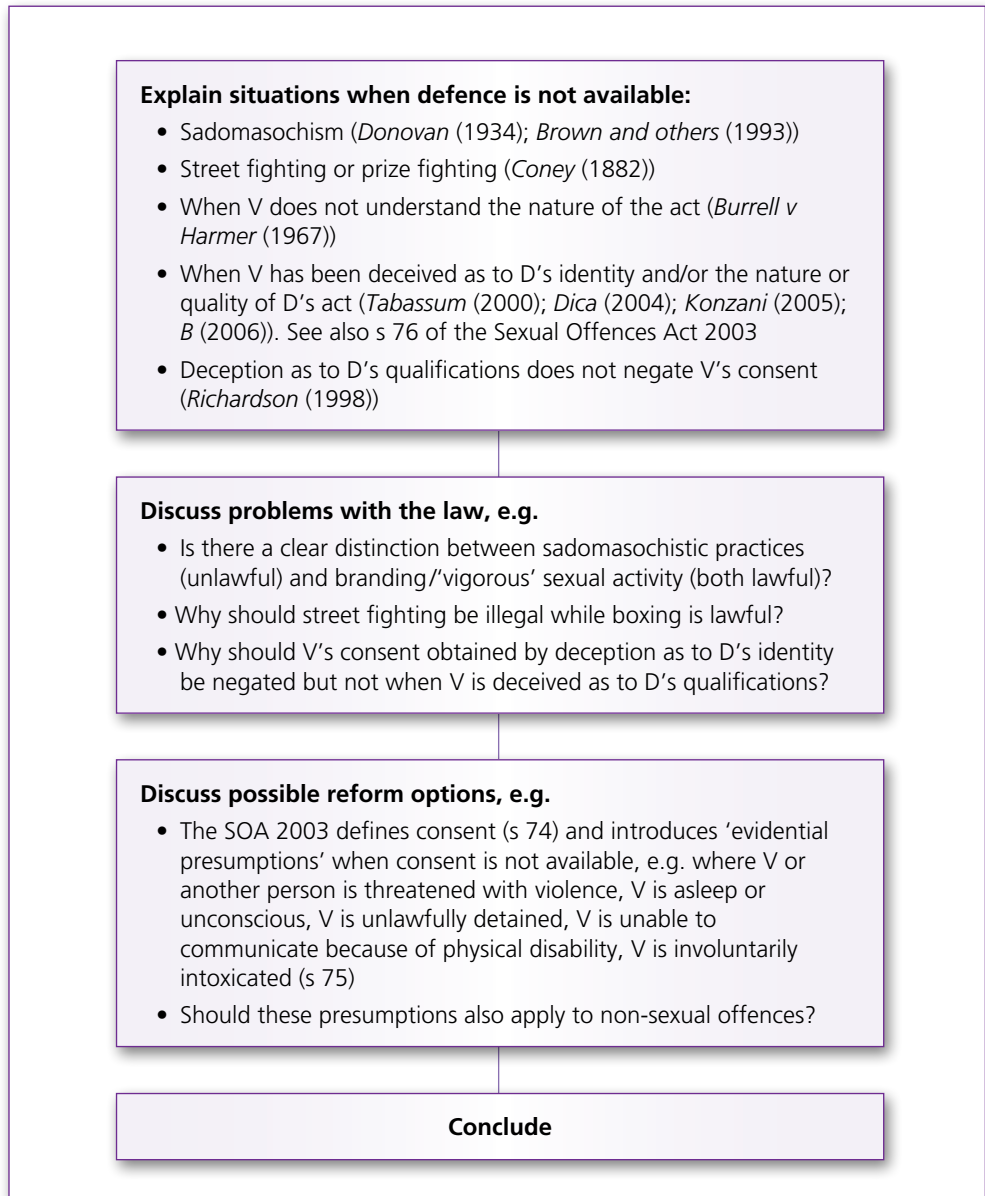 Explain situations when defence is not available:
• Sadomasochism (Donovan (1934); Brown and others (1993))
• Street fighting or prize fighting (Coney (1882))
• When V does not understand the nature of the act (Burrell v
Harmer (1967))
• When V has been deceived as to D's identity and/or the nature or
quality of D's act (Tabassum (2000); Dica (2004); Konzani (2005);
B (2006)). See also s 76 of the Sexual Offences Act 2003
• Deception as to D's qualifications does not negate V's consent
(Richardson (1998))
Discuss problems with the law, e.g.
• Is there a clear distinction between sadomasochistic practices
(unlawful) and branding/'vigorous' sexual activity (both lawful)?
• Why should street fighting be illegal while boxing is lawful?
• Why should V's consent obtained by deception as to D's identity
be negated but not when V is deceived as to D's qualifications?
Discuss possible reform options, e.g.
• The SOA 2003 defines consent (s 74) and introduces 'evidential
presumptions' when consent is not available, e.g. where V or
another person is threatened with violence, V is asleep or
unconscious, V is unlawfully detained, V is unable to
communicate because of physical disability, V is involuntarily
intoxicated (s 75)
• Should these presumptions also apply to non-sexual offences?
Conclude